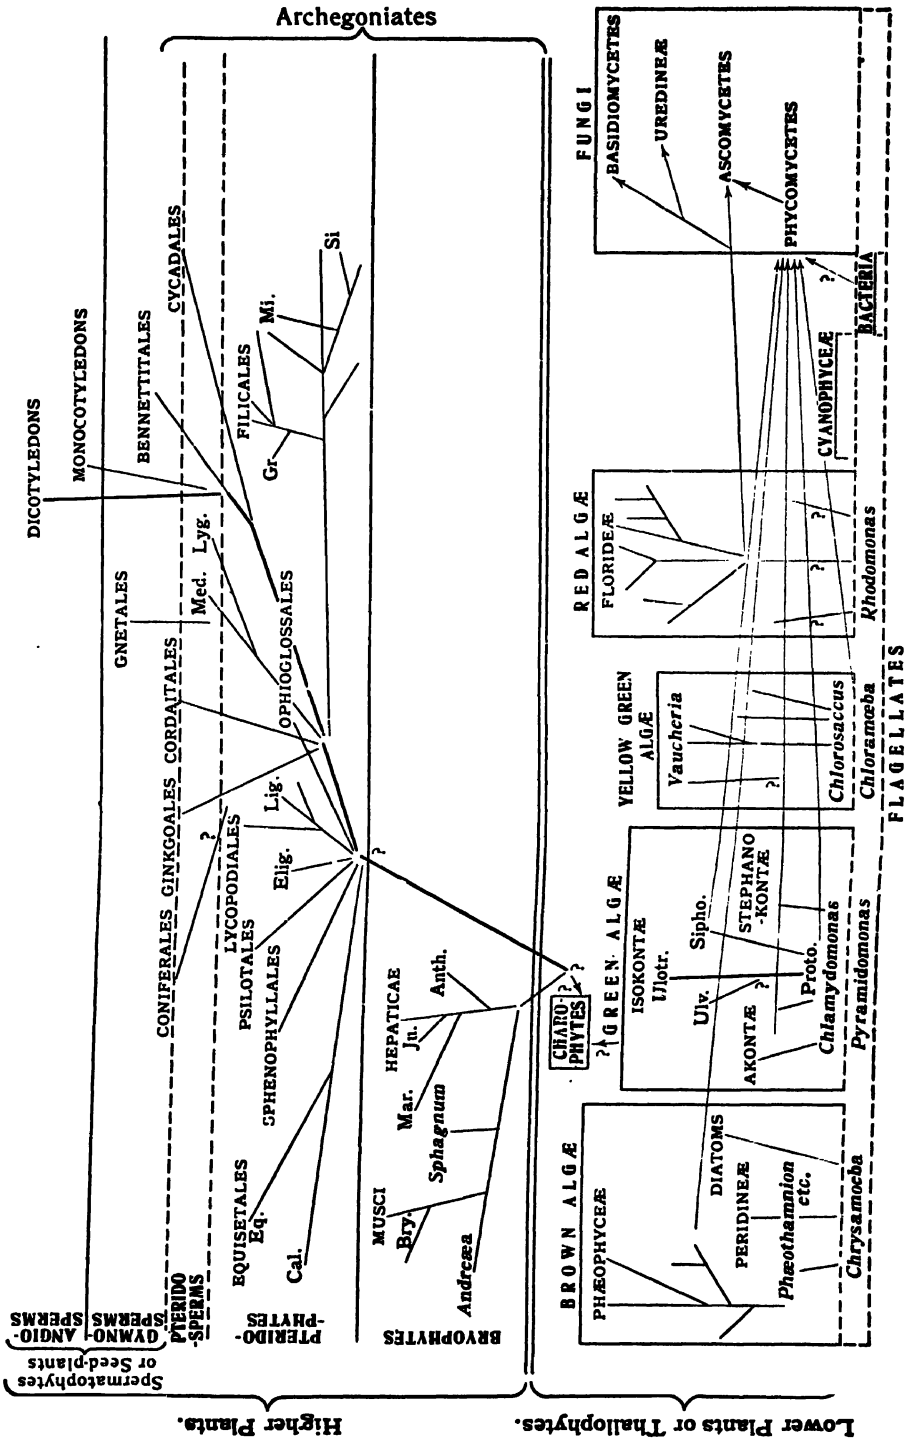 Archegoniates
DICOTYLEDONS
MONOCOTYLEDONS
BENNETTITALES
CYCADALES
GNETALES
CORDAITALES
GINKGOALES
CONIFERALES
?
Med.
Lyg.
OPHIOGLOSSALES
FILICALES
Gr
Mi.
Si
Lig.
Elig.
LYCOPODIALES
PSILOTALES
SPHENOPHYLLALES
EQUISETALES
Eq.
Cal.
?
HEPATICAE
Ju.
Anth.
Mar.
Sphagnum
MUSCI
Bry.
Andreæa
Higher Plants.
Spermatophytes
or Seed-plants
ANGIO-
SPERMS
GYMNO-
SPERMS
PTERIDO
-SPERMS
PTERIDO-
-PHYTES
BRYOPHYTES
Lower Plants or Thallophytes.
CHARO-
PHYTES
?
?
?
BROWN ALGÆ
PHÆOPHYCEÆ
DIATOMS
PERIDINEÆ
Phæothamnion
etc.
Chrysamoeba
GREEN ALGÆ
ISOKONTÆ
Ulotr.
Ulv.
Sipho.
STEPHANO
-KONTÆ
AKONTÆ
?
Proto.
Chlamydomonas
Pyramidomonas
YELLOW GREEN
ALGÆ
Vaucheria
?
Chlorosaccus
Chloramœba
RED ALGÆ
FLORIDEÆ
?
?
?
Rhodomonas
CYANOPHYCEÆ
BACTERIA
?
FUNGI
BASIDIOMYCETES
UREDINEÆ
ASCOMYCETES
PHYCOMYCETES
FLAGELLATES